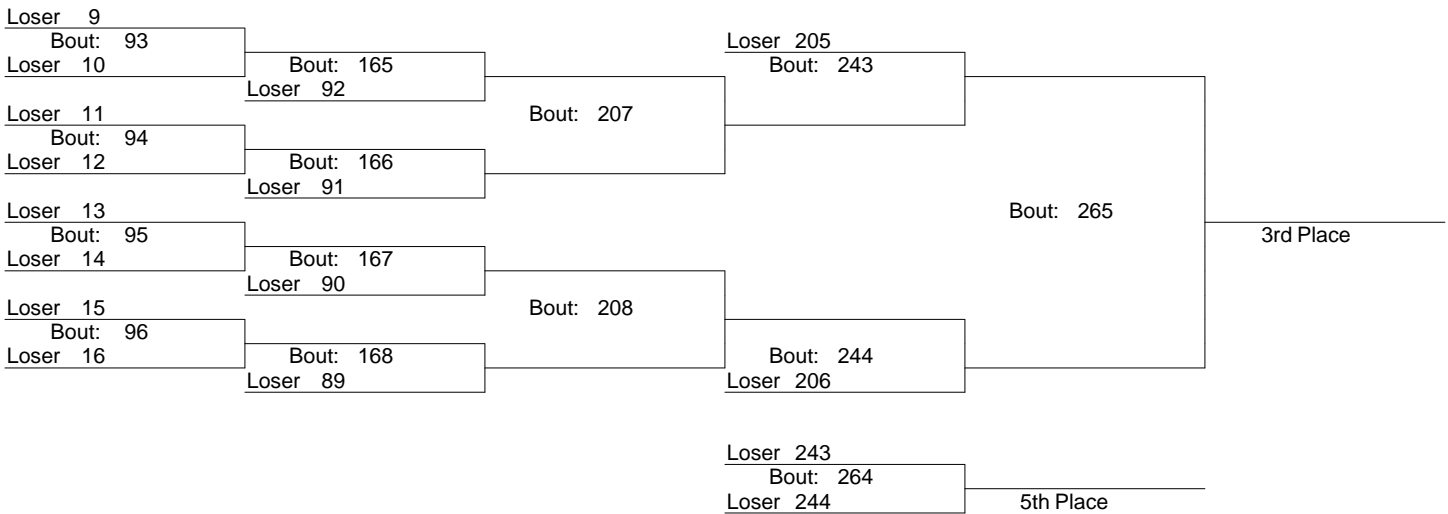 Loser 9
Bout: 93
Loser 10
Bout: 165
Loser 92
Loser 11
Bout: 94
Loser 12
Bout: 166
Loser 91
Bout: 207
Loser 13
Bout: 95
Loser 14
Bout: 167
Loser 90
Loser 15
Bout: 96
Loser 16
Bout: 168
Loser 89
Bout: 208
Loser 205
Bout: 243
Bout: 244
Loser 206
Bout: 265
3rd Place
Loser 243
Bout: 264
Loser 244
5th Place